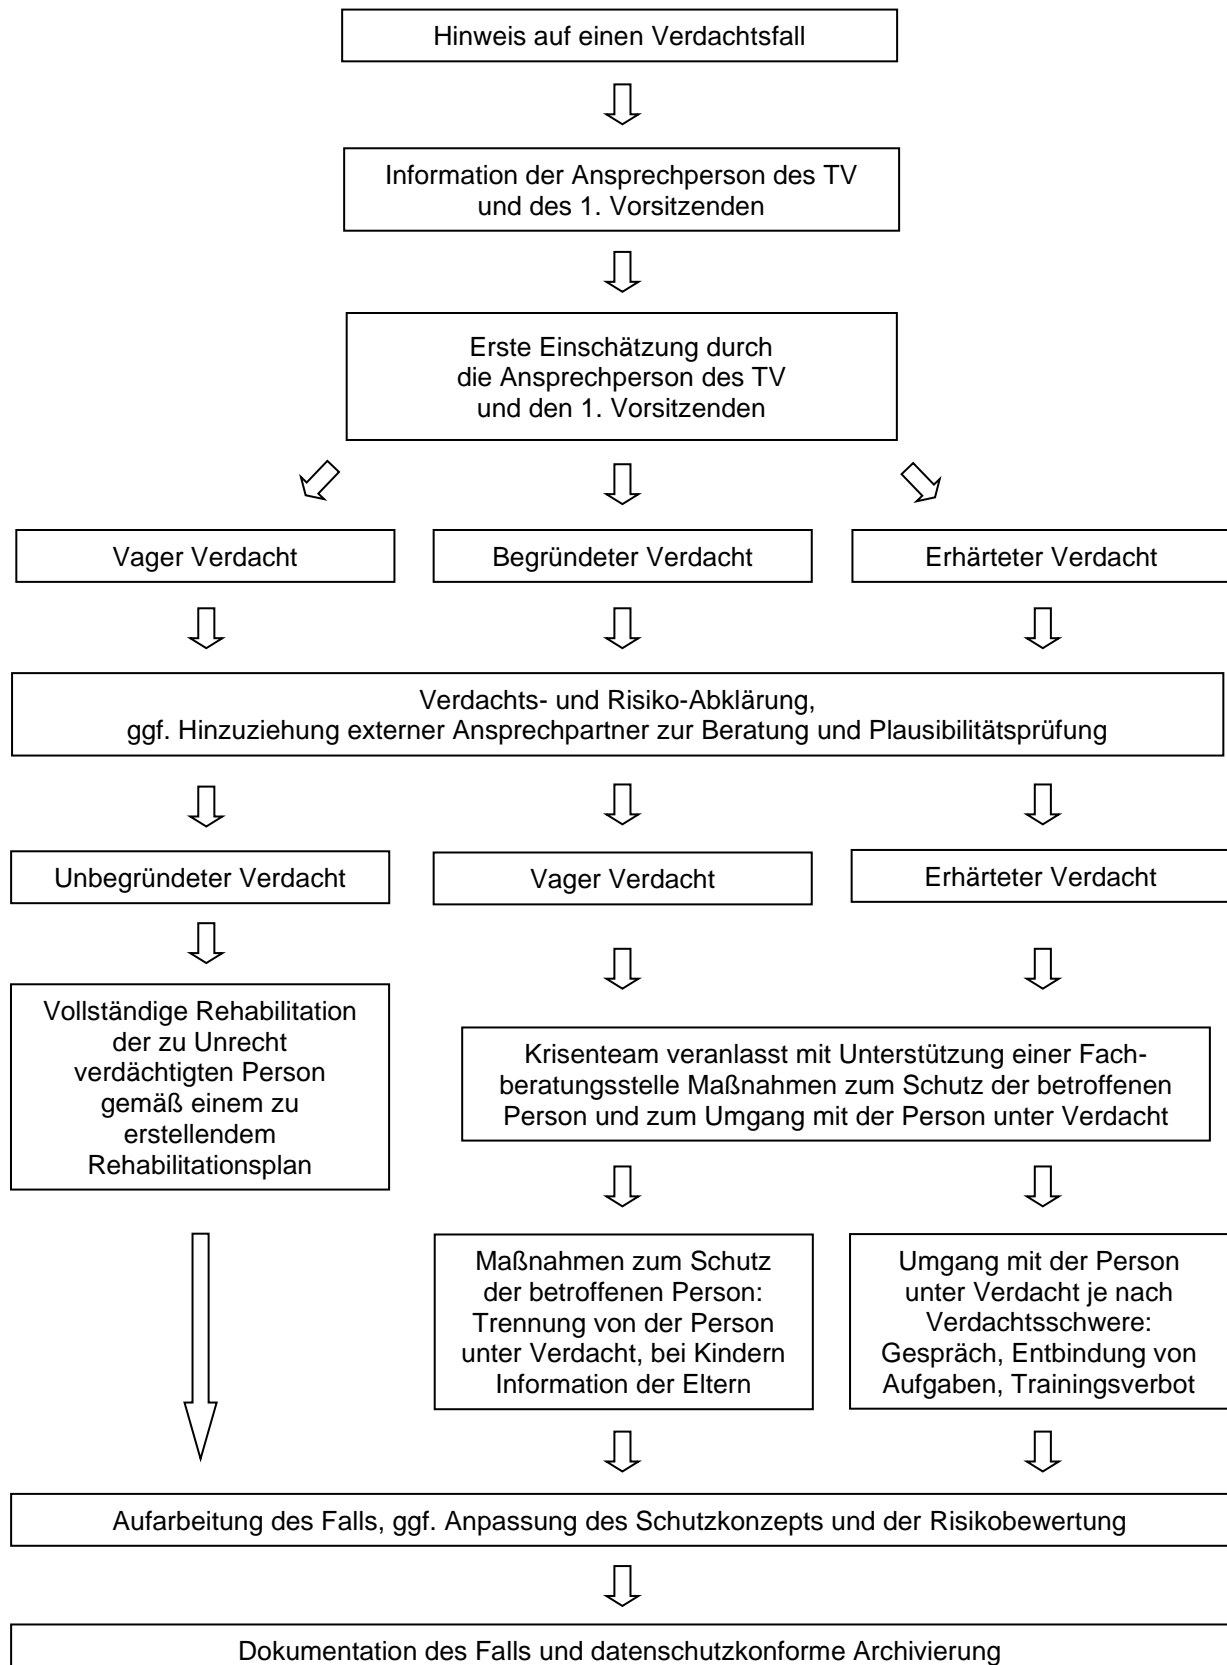 Hinweis auf einen Verdachtsfall
Information der Ansprechperson des TV
und des 1. Vorsitzenden
Erste Einschätzung durch
die Ansprechperson des TV
und den 1. Vorsitzenden
Vager Verdacht
Begründeter Verdacht
Erhärteter Verdacht
Verdachts- und Risiko-Abklärung,
ggf. Hinzuziehung externer Ansprechpartner zur Beratung und Plausibilitätsprüfung
Unbegründeter Verdacht
Vager Verdacht
Erhärteter Verdacht
Vollständige Rehabilitation
der zu Unrecht
verdächtigten Person
gemäß einem zu
erstellendem
Rehabilitationsplan
Krisenteam veranlasst mit Unterstützung einer Fach-
beratungsstelle Maßnahmen zum Schutz der betroffenen
Person und zum Umgang mit der Person unter Verdacht
Maßnahmen zum Schutz
der betroffenen Person:
Trennung von der Person
unter Verdacht, bei Kindern
Information der Eltern
Umgang mit der Person
unter Verdacht je nach
Verdachtsschwere:
Gespräch, Entbindung von
Aufgaben, Trainingsverbot
Aufarbeitung des Falls, ggf. Anpassung des Schutzkonzepts und der Risikobewertung
Dokumentation des Falls und datenschutzkonforme Archivierung